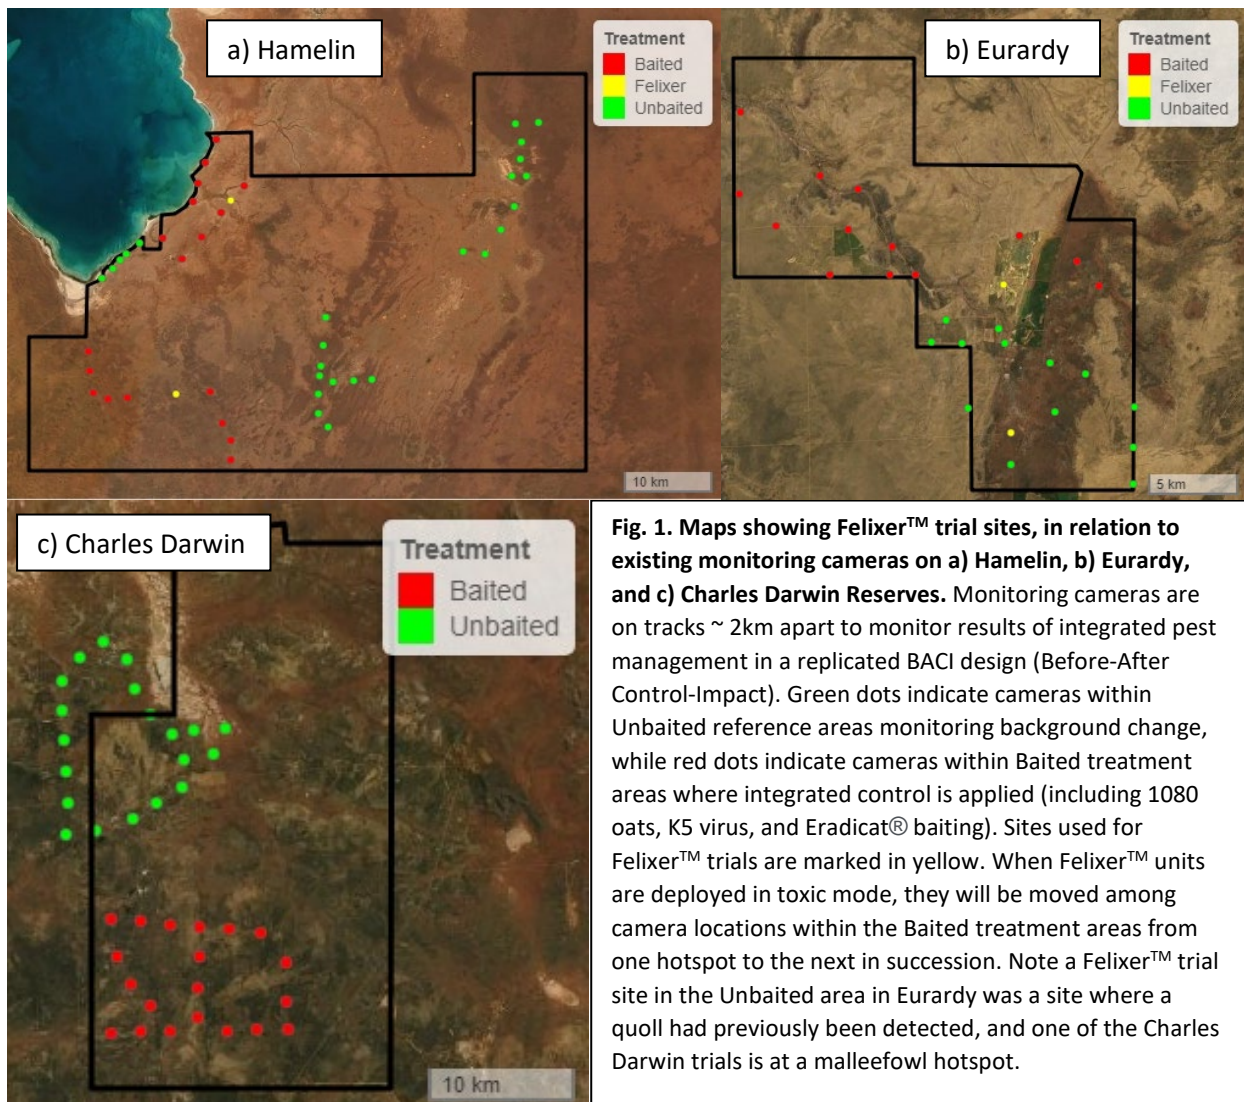 a) Hamelin
Treatment
Baited
Felixer
Unbaited
10 km
b) Eurardy
Treatment
Baited
Felixer
Unbaited
5 km
c) Charles Darwin
Treatment
Baited
Unbaited
10 km
Fig. 1. Maps showing Felixer™ trial sites, in relation to
existing monitoring cameras on a) Hamelin, b) Eurardy,
and c) Charles Darwin Reserves. Monitoring cameras are
on tracks ~ 2km apart to monitor results of integrated pest
management in a replicated BACI design (Before-After
Control-Impact). Green dots indicate cameras within
Unbaited reference areas monitoring background change,
while red dots indicate cameras within Baited treatment
areas where integrated control is applied (including 1080
oats, K5 virus, and Eradicat® baiting). Sites used for
Felixer™ trials are marked in yellow. When Felixer™ units
are deployed in toxic mode, they will be moved among
camera locations within the Baited treatment areas from
one hotspot to the next in succession. Note a Felixer™ trial
site in the Unbaited area in Eurardy was a site where a
quoll had previously been detected, and one of the Charles
Darwin trials is at a malleefowl hotspot.